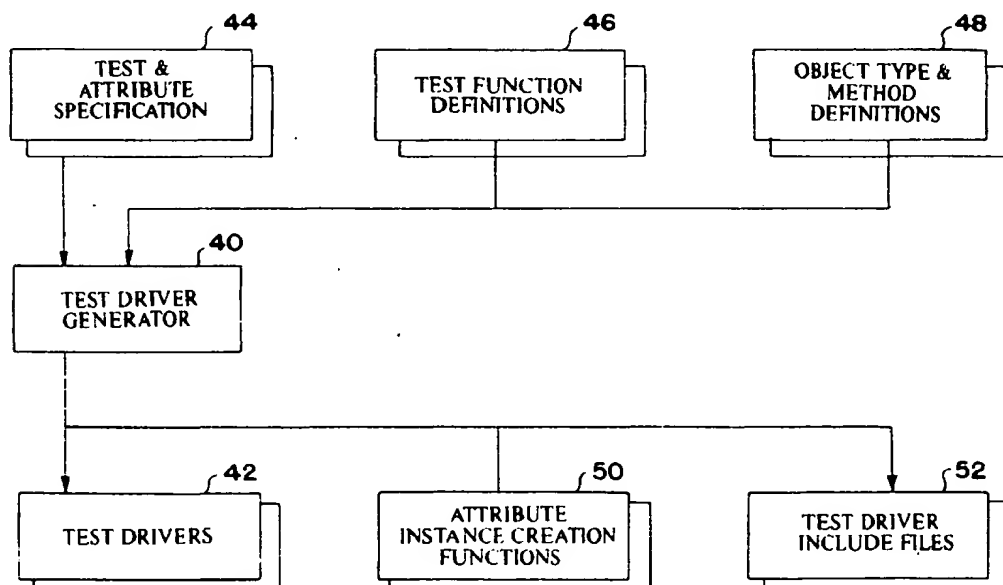 44
TEST &
ATTRIBUTE
SPECIFICATION
46
TEST FUNCTION
DEFINITIONS
48
OBJECT TYPE &
METHOD
DEFINITIONS
40
TEST DRIVER
GENERATOR
42
TEST DRIVERS
50
ATTRIBUTE
INSTANCE CREATION
FUNCTIONS
52
TEST DRIVER
INCLUDE FILES